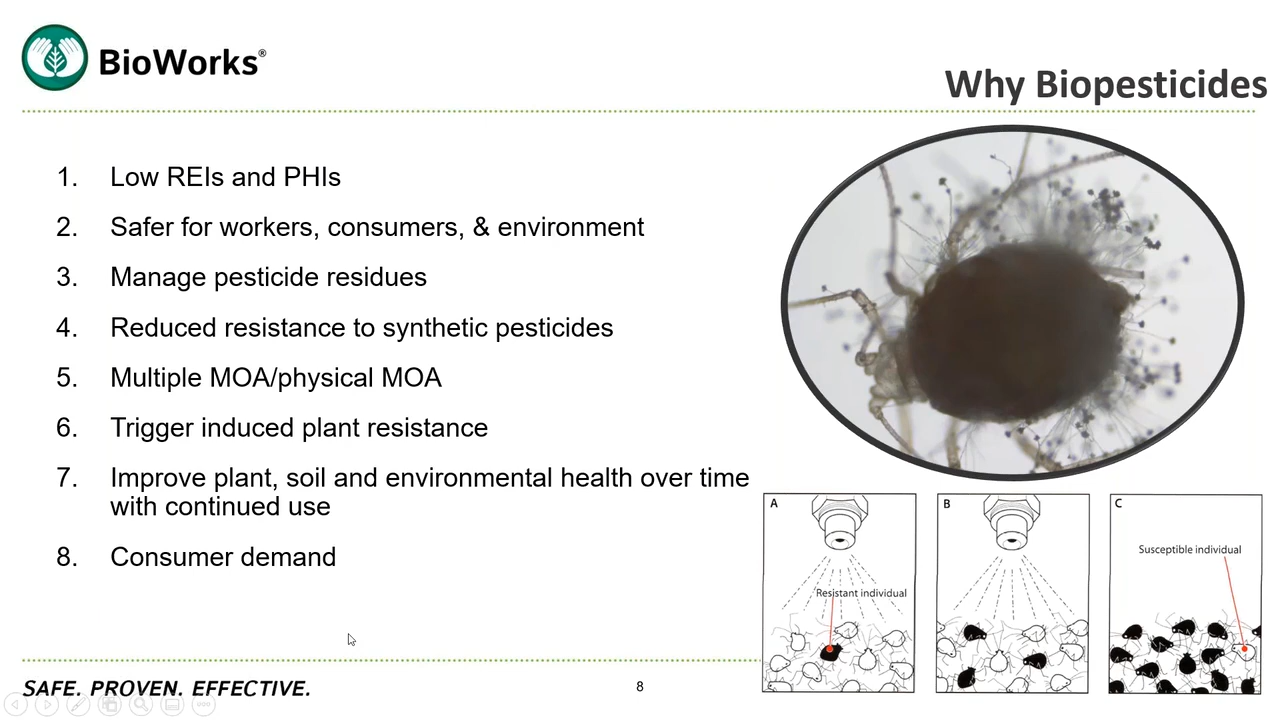 BioWorks®
Why Biopesticides
1. Low REIs and PHIs
2. Safer for workers, consumers, & environment
3. Manage pesticide residues
4. Reduced resistance to synthetic pesticides
5. Multiple MOA/physical MOA
6. Trigger induced plant resistance
7. Improve plant, soil and environmental health over time
with continued use
8. Consumer demand
A
Resistant individual
B
C
Susceptible individual
SAFE. PROVEN. EFFECTIVE.
8